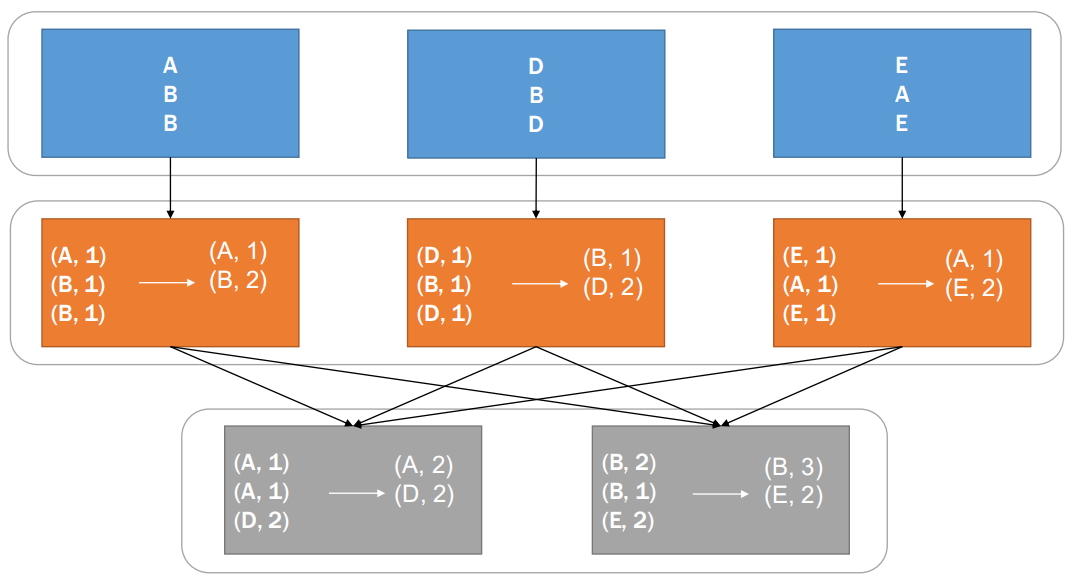 A
B
B
D
B
D
E
A
E
(A, 1)
(B, 1)
(B, 1)
(A, 1)
(B, 2)
(D, 1)
(B, 1)
(D, 1)
(B, 1)
(D, 2)
(E, 1)
(A, 1)
(E, 1)
(A, 1)
(E, 2)
(A, 1)
(A, 1)
(D, 2)
(A, 2)
(D, 2)
(B, 2)
(B, 1)
(E, 2)
(B, 3)
(E, 2)